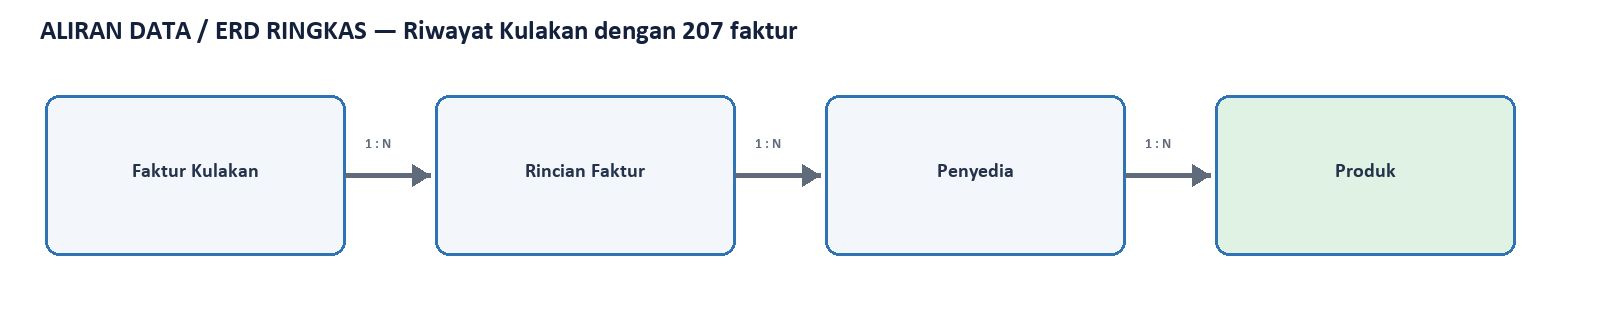 ALIRAN DATA / ERD RINGKAS — Riwayat Kulakan dengan 207 faktur
1 : N
1 : N
1 : N
Faktur Kulakan
Rincian Faktur
Penyedia
Produk